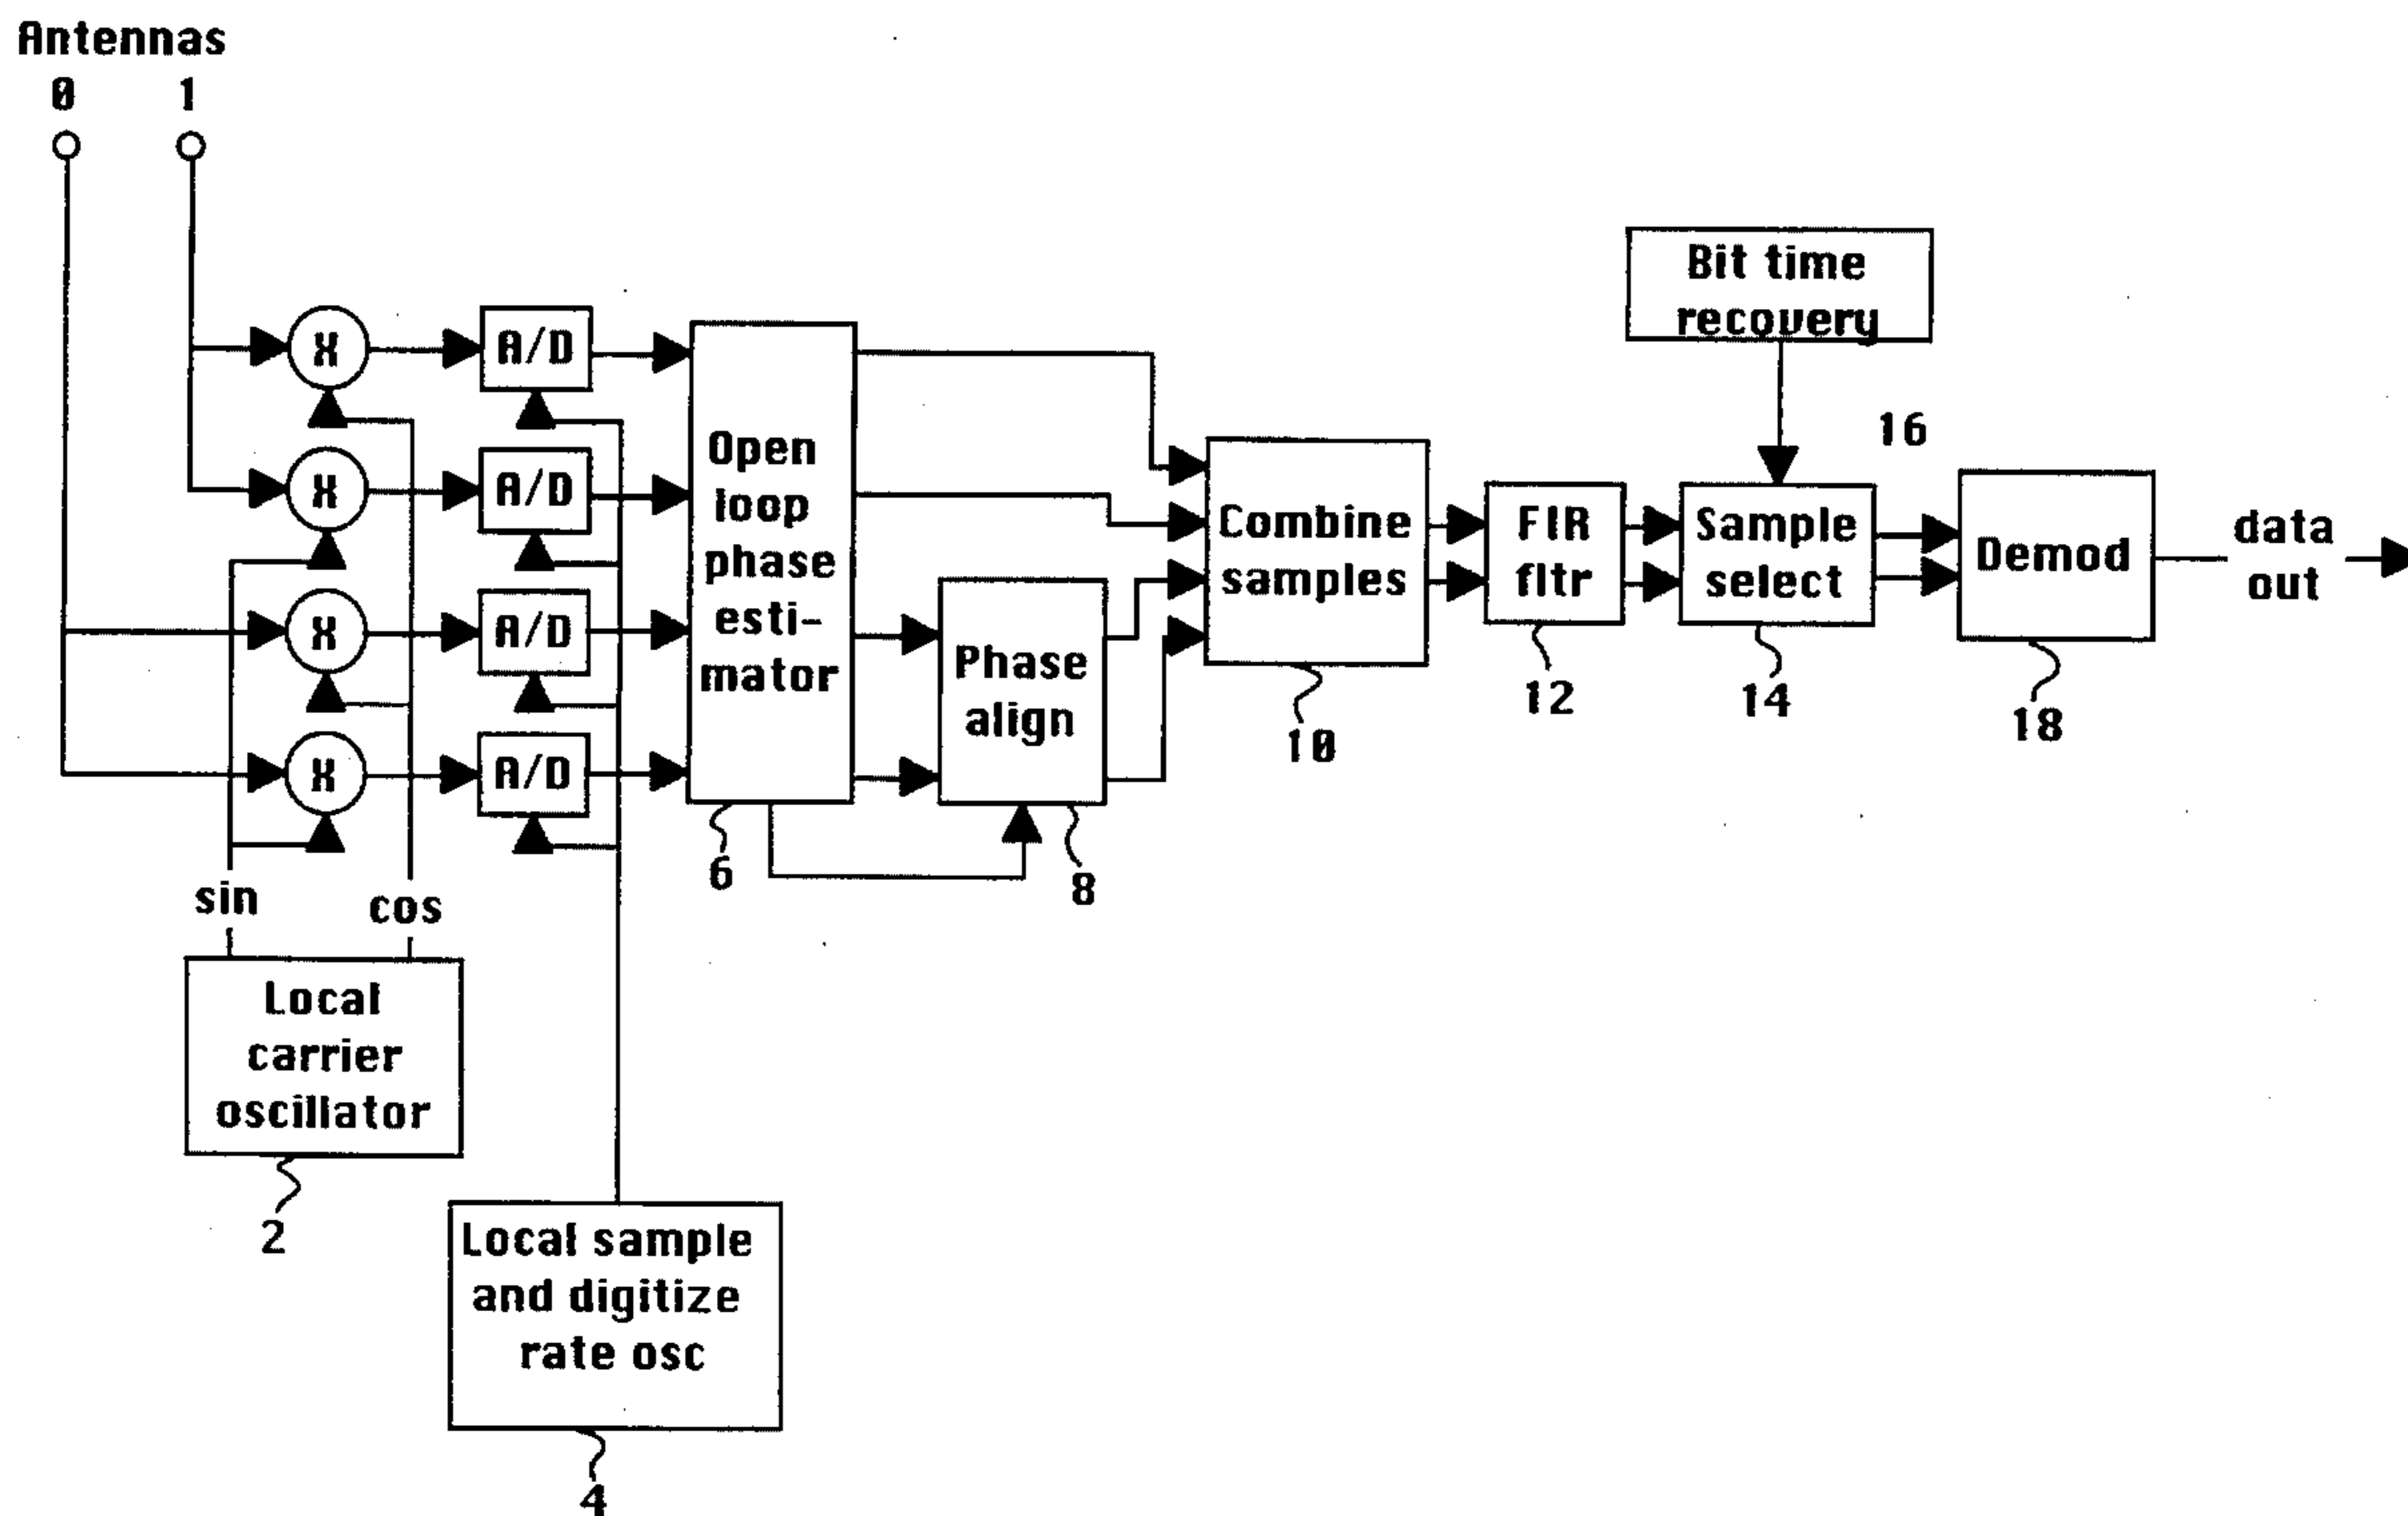 Antennas
0 1
X
A/D
X
A/D
X
A/D
X
A/D
sin
cos
Local
carrier
oscillator
2
Local sample
and digitize
rate osc
4
Open
loop
phase
esti-
mator
6
Phase
align
8
Combine
samples
10
FIR
fltr
12
Bit time
recovery
16
Sample
select
14
Demod
18
data
out